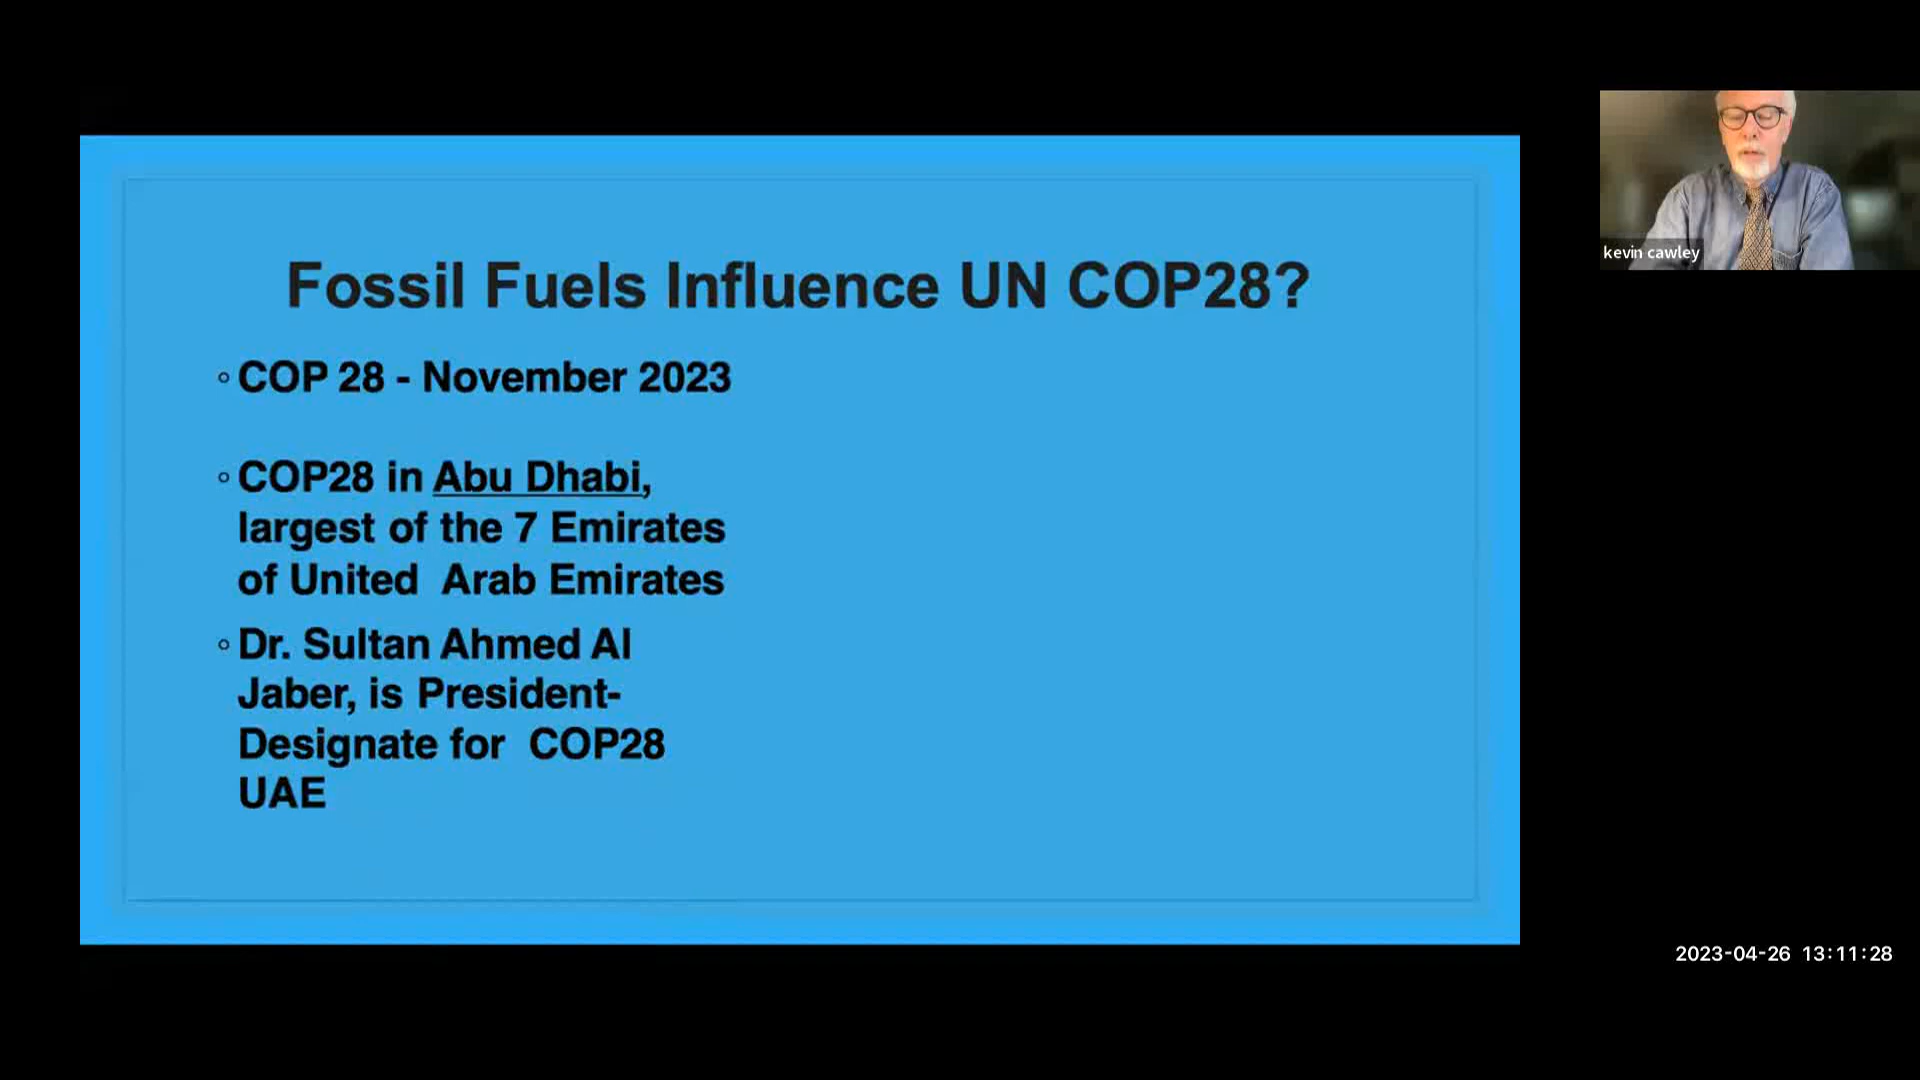 Fossil Fuels Influence UN COP28?
◦ COP 28 - November 2023
◦ COP28 in Abu Dhabi,
largest of the 7 Emirates
of United Arab Emirates
◦ Dr. Sultan Ahmed Al
Jaber, is President-
Designate for COP28
UAE
kevin cawley
2023-04-26 13:11:28